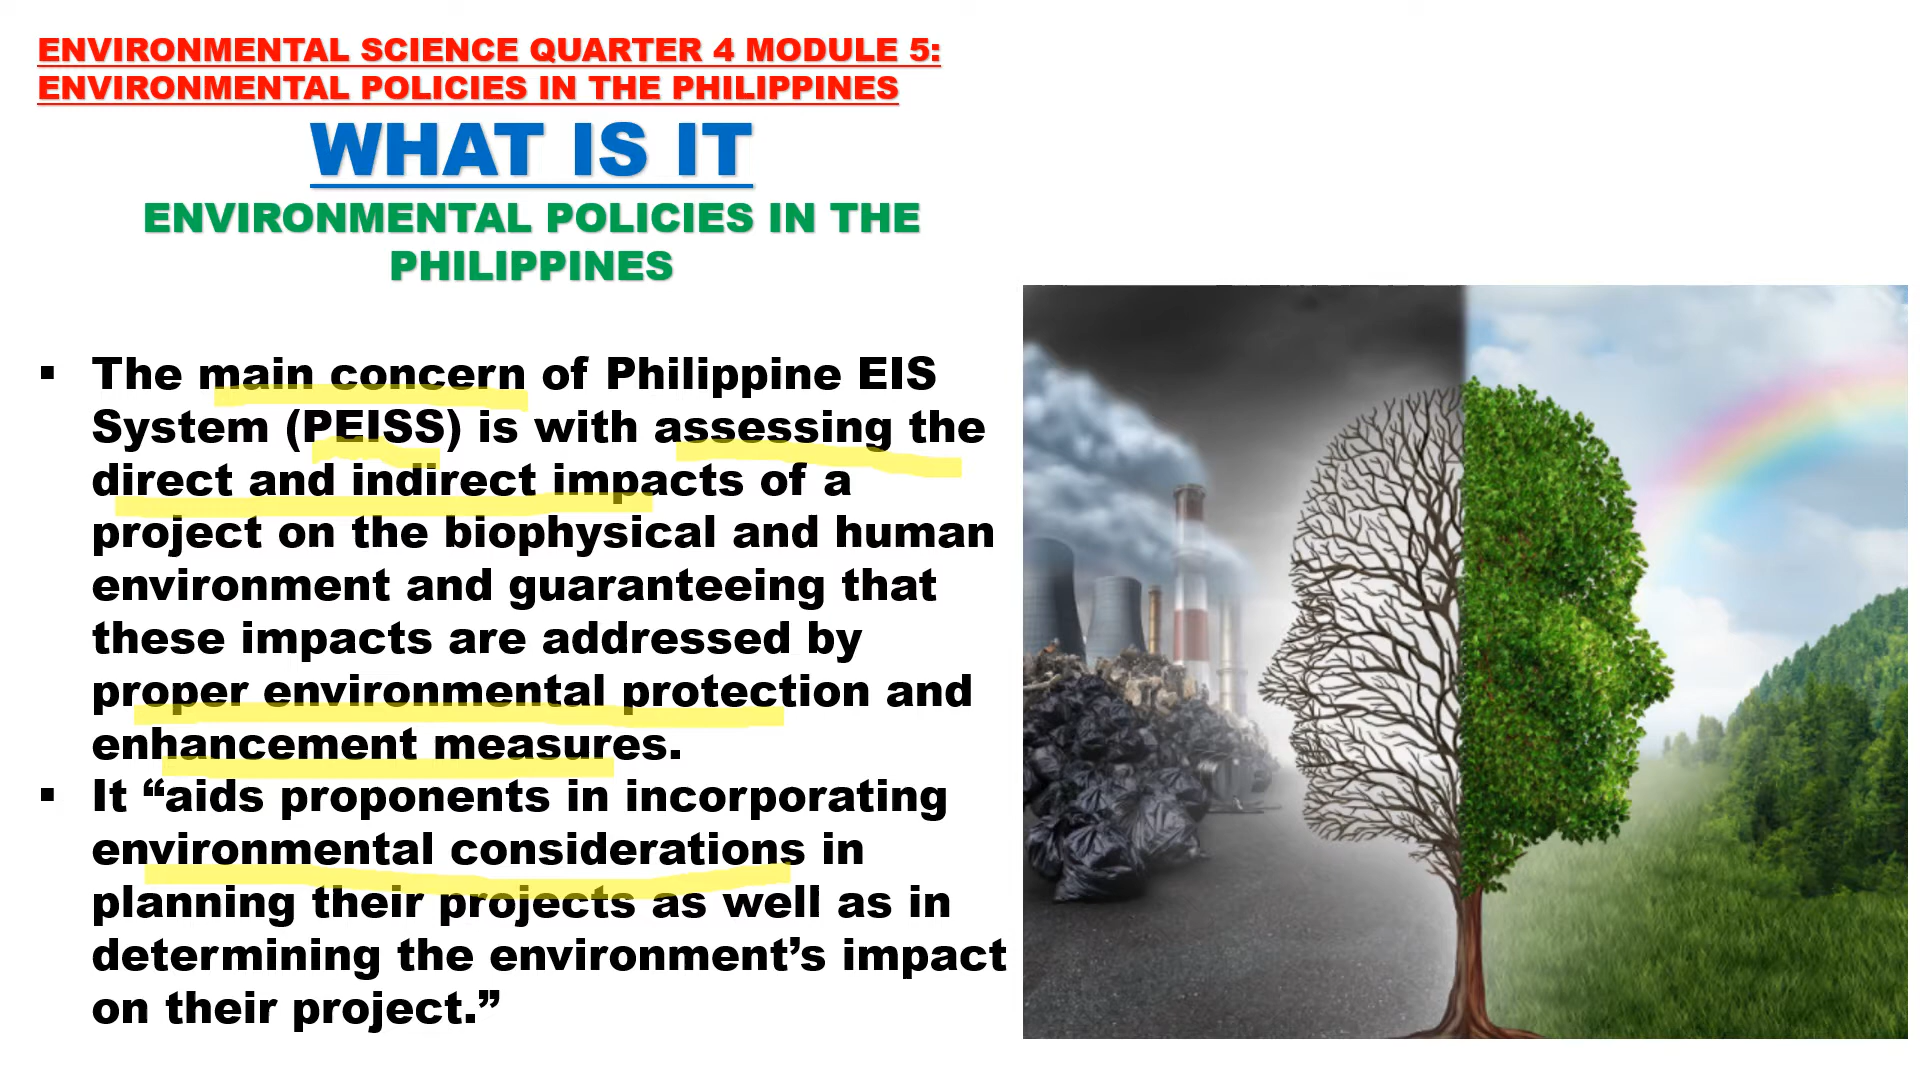 ENVIRONMENTAL SCIENCE QUARTER 4 MODULE 5:
ENVIRONMENTAL POLICIES IN THE PHILIPPINES
WHAT IS IT
ENVIRONMENTAL POLICIES IN THE
PHILIPPINES
▪ The main concern of Philippine EIS
System (PEISS) is with assessing the
direct and indirect impacts of a
project on the biophysical and human
environment and guaranteeing that
these impacts are addressed by
proper environmental protection and
enhancement measures.
▪ It “aids proponents in incorporating
environmental considerations in
planning their projects as well as in
determining the environment’s impact
on their project.”